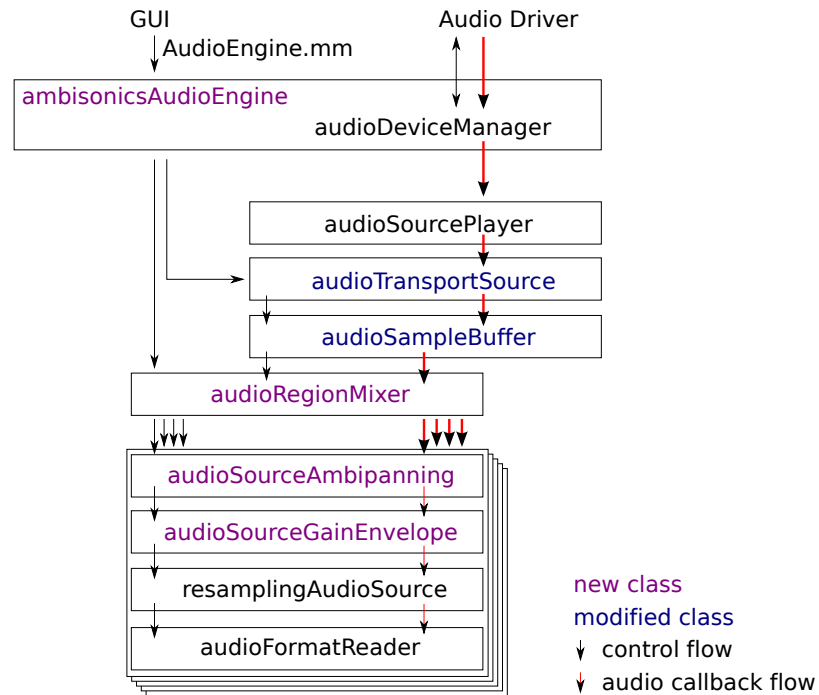 GUI
Audio Driver
AudioEngine.mm
ambisonicsAudioEngine
audioDeviceManager
audioSourcePlayer
audioTransportSource
audioSampleBuffer
audioRegionMixer
audioSourceAmbipanning
audioSourceGainEnvelope
resamplingAudioSource
audioFormatReader
new class
modified class
control flow
audio callback flow